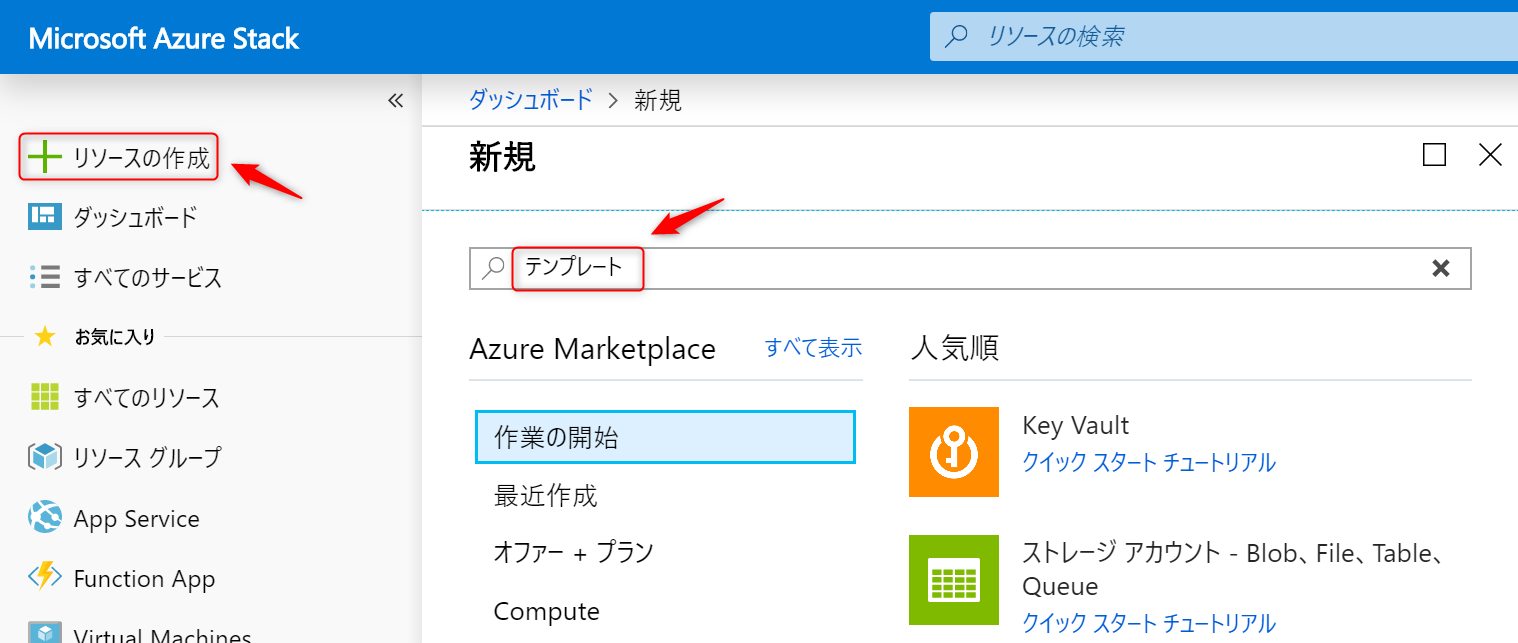 Microsoft Azure Stack
リソースの検索
«
リソースの作成
ダッシュボード
すべてのサービス
お気に入り
すべてのリソース
リソース グループ
App Service
Function App
Virtual Machines
ダッシュボード > 新規
新規
テンプレート
Azure Marketplace
すべて表示
作業の開始
最近作成
オファー + プラン
Compute
人気順
Key Vault
クイック スタート チュートリアル
ストレージ アカウント - Blob、File、Table、
Queue
クイック スタート チュートリアル